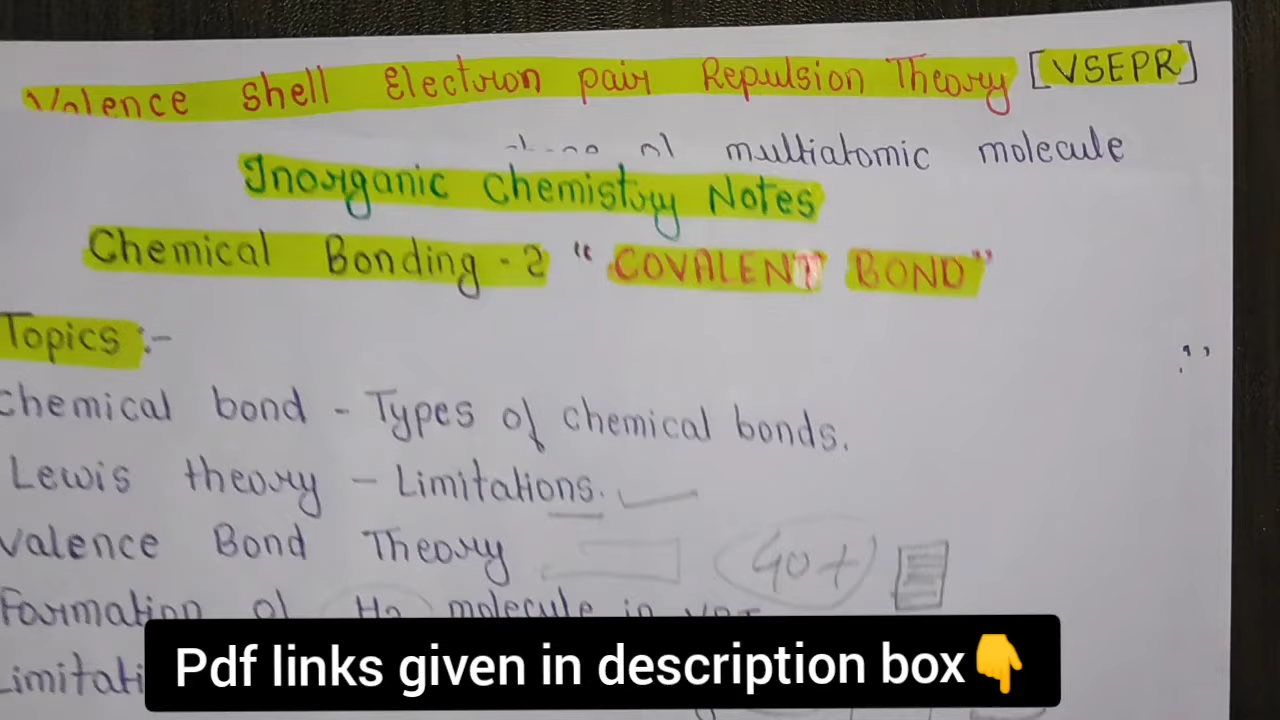 Valence shell Electron pair Repulsion Theory [VSEPR]
multiatomic molecule
Inorganic Chemistry Notes
Chemical Bonding - 2 “COVALENT BOND”
Topics :-
Chemical bond - Types of chemical bonds.
Lewis theory - Limitations.
Valence Bond Theory
40+
Formation of H2 molecule in VBT
Pdf links given in description box👇